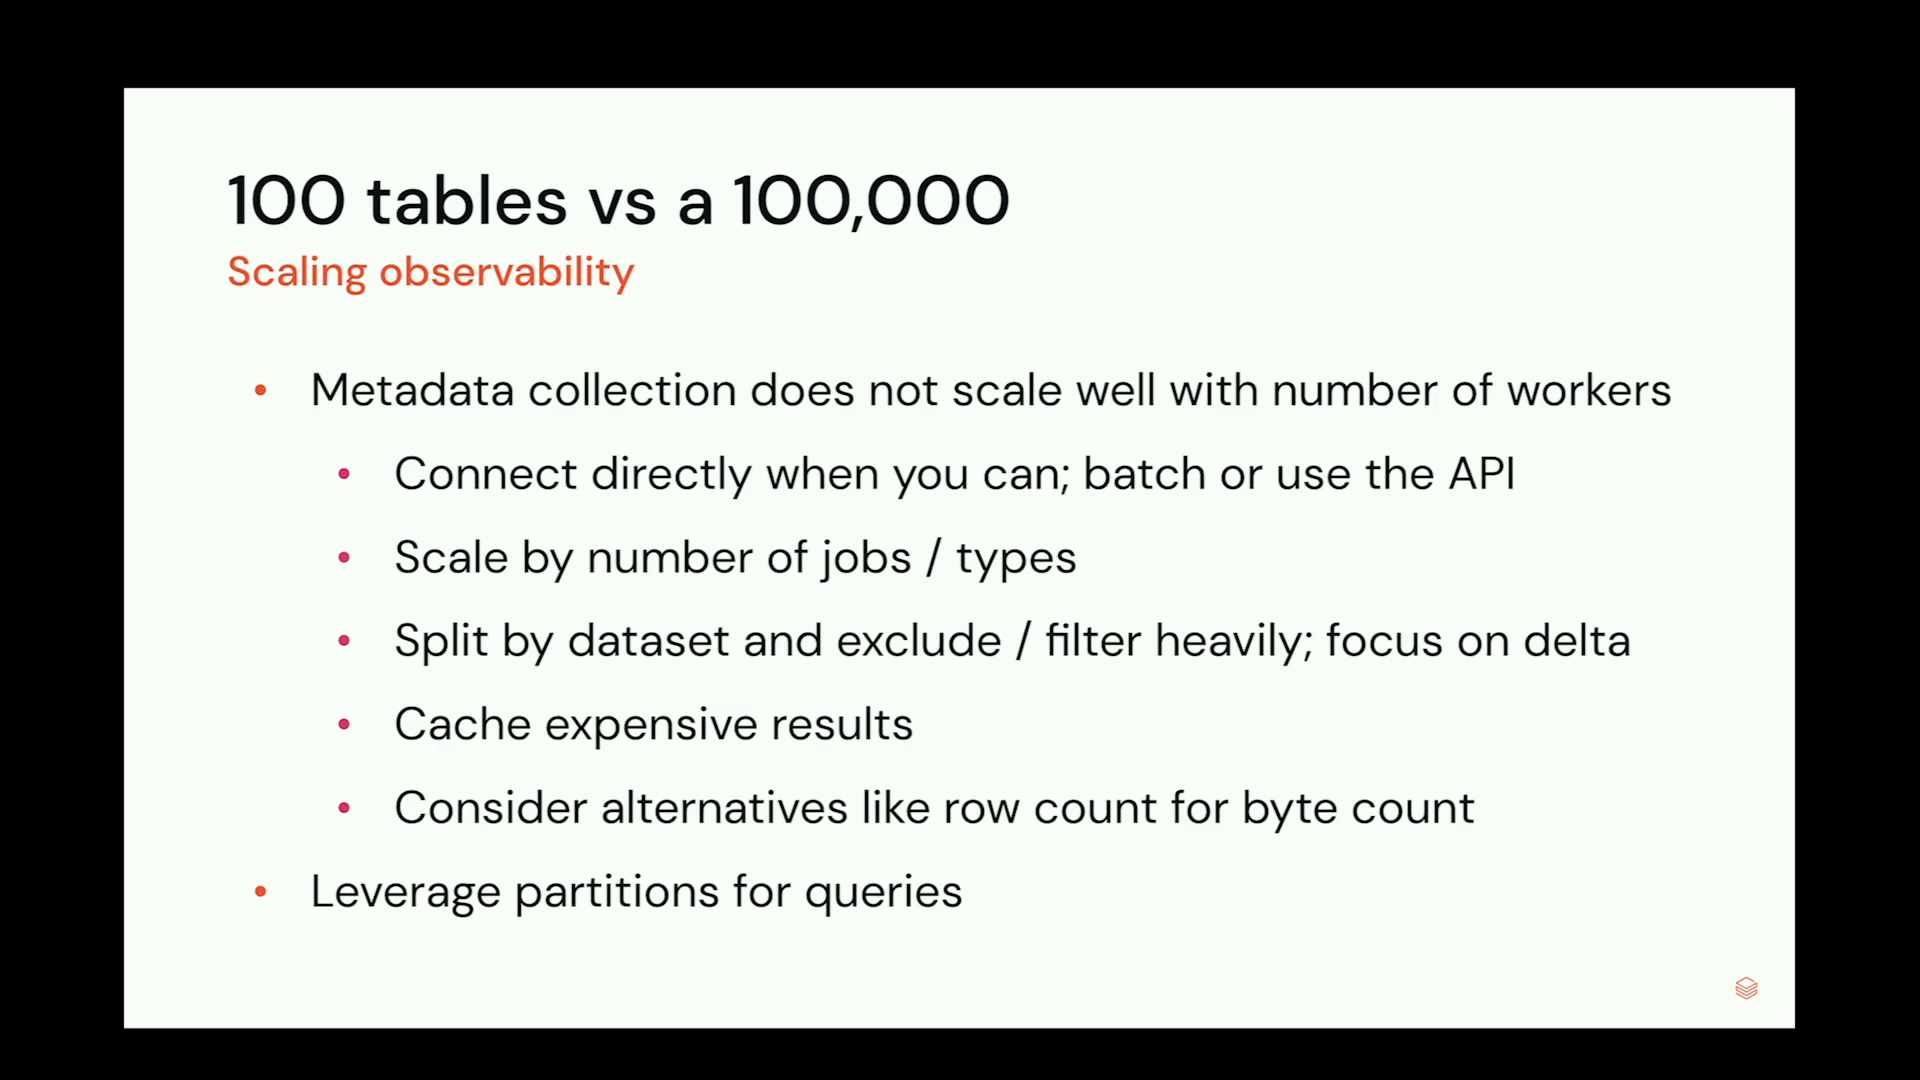 100 tables vs a 100,000
Scaling observability
• Metadata collection does not scale well with number of workers
• Connect directly when you can; batch or use the API
• Scale by number of jobs / types
• Split by dataset and exclude / filter heavily; focus on delta
• Cache expensive results
• Consider alternatives like row count for byte count
• Leverage partitions for queries